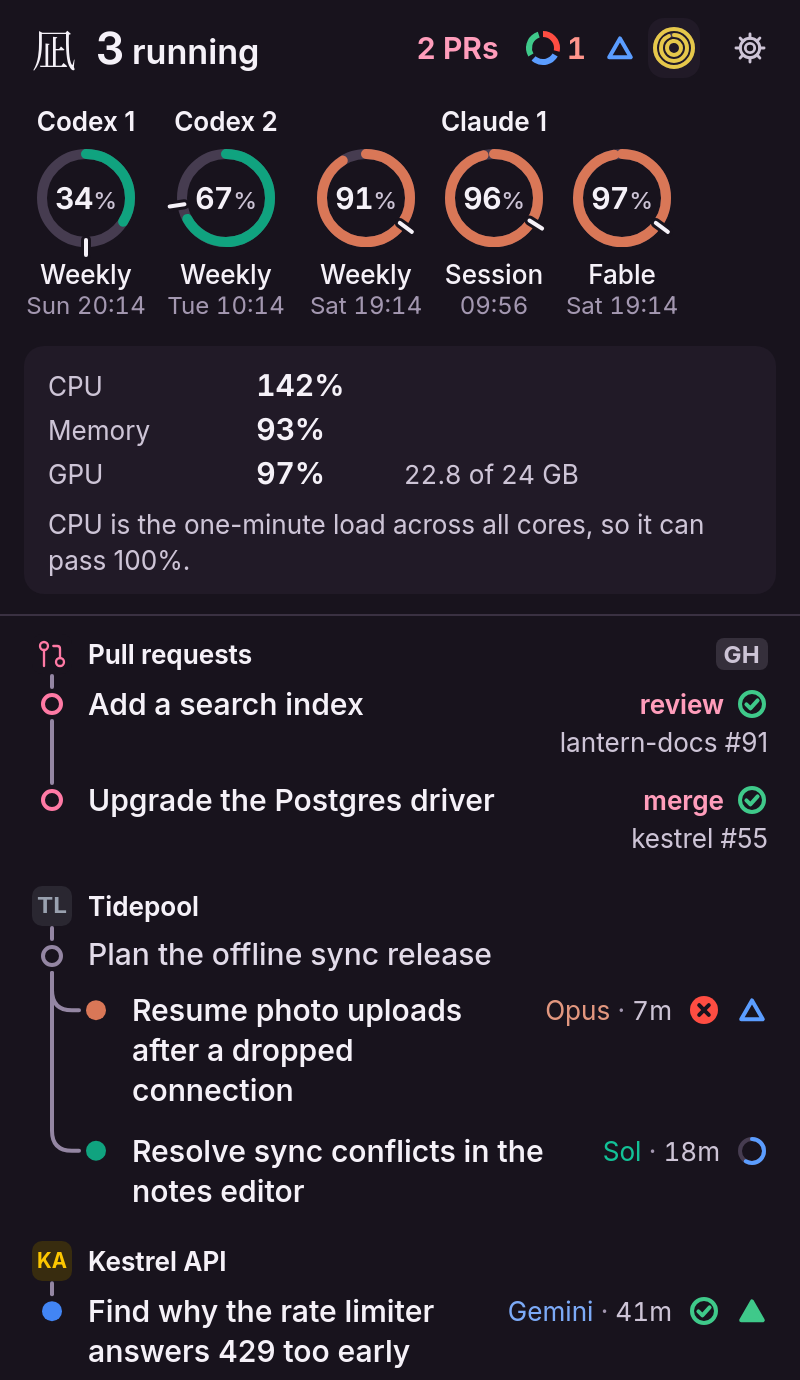 凪 3 running 2 PRs 1
Codex 1 Codex 2 Claude 1
34% 67% 91% 96% 97%
Weekly Weekly Weekly Session Fable
Sun 20:14 Tue 10:14 Sat 19:14 09:56 Sat 19:14
CPU 142%
Memory 93%
GPU 97% 22.8 of 24 GB
CPU is the one-minute load across all cores, so it can
pass 100%.
Pull requests GH
Add a search index review
lantern-docs #91
Upgrade the Postgres driver merge
kestrel #55
TL Tidepool
Plan the offline sync release
Resume photo uploads Opus · 7m
after a dropped
connection
Resolve sync conflicts in the Sol · 18m
notes editor
KA Kestrel API
Find why the rate limiter Gemini · 41m
answers 429 too early